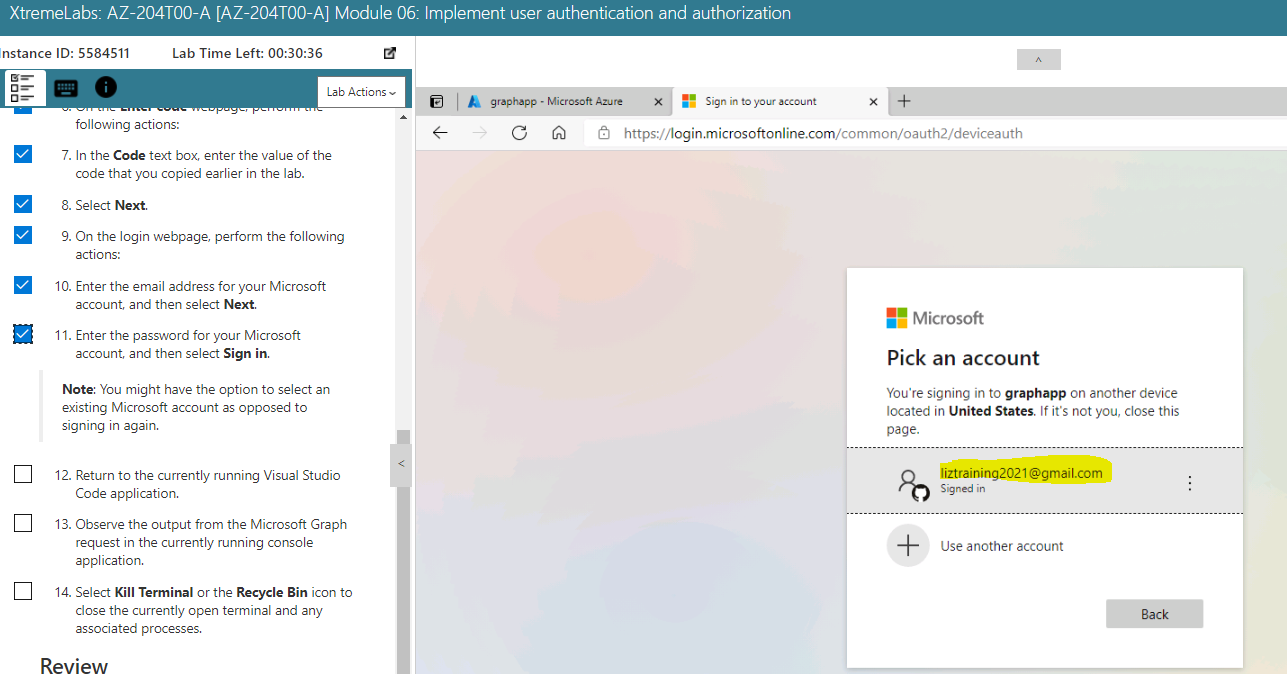 XtremeLabs: AZ-204T00-A [AZ-204T00-A] Module 06: Implement user authentication and authorization
nstance ID: 5584511 Lab Time Left: 00:30:36
Lab Actions
6. On the Enter code webpage, perform the
following actions:
7. In the Code text box, enter the value of the
code that you copied earlier in the lab.
8. Select Next.
9. On the login webpage, perform the following
actions:
10. Enter the email address for your Microsoft
account, and then select Next.
11. Enter the password for your Microsoft
account, and then select Sign in.
Note: You might have the option to select an
existing Microsoft account as opposed to
signing in again.
12. Return to the currently running Visual Studio
Code application.
13. Observe the output from the Microsoft Graph
request in the currently running console
application.
14. Select Kill Terminal or the Recycle Bin icon to
close the currently open terminal and any
associated processes.
Review
graphapp - Microsoft Azure
Sign in to your account
https://login.microsoftonline.com/common/oauth2/deviceauth
Microsoft
Pick an account
You're signing in to graphapp on another device
located in United States. If it's not you, close this
page.
liztraining2021@gmail.com
Signed in
Use another account
Back